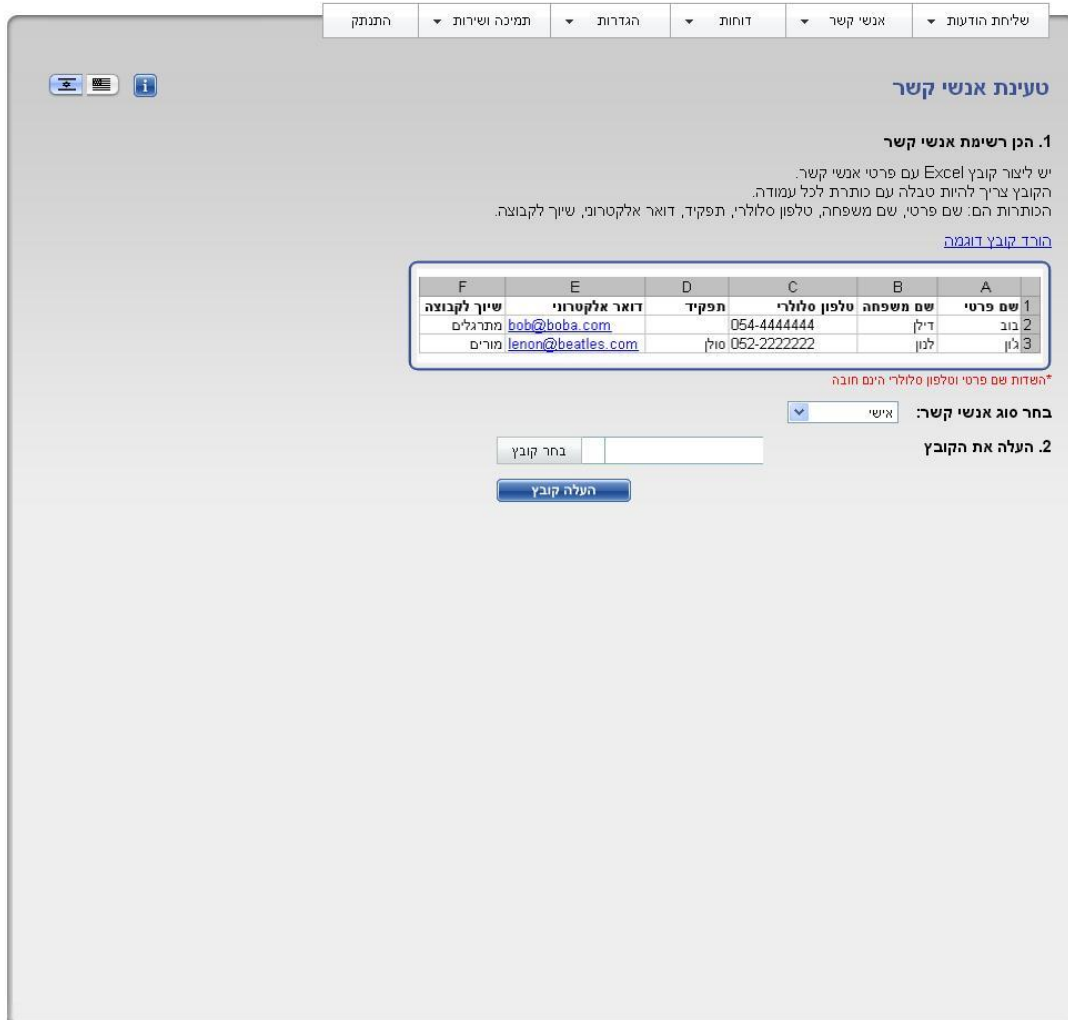 שליחת הודעות אנשי קשר דוחות הגדרות תמיכה ושירות התנתק
טעינת אנשי קשר
1. הכן רשימת אנשי קשר
יש ליצור קובץ Excel עם פרטי אנשי קשר.
הקובץ צריך להיות טבלה עם כותרת לכל עמודה.
הכותרות הם: שם פרטי, שם משפחה, טלפון סלולרי, תפקיד, דואר אלקטרוני, שיוך לקבוצה.
הורד קובץ דוגמה
A B C D E F
1 שם פרטי שם משפחה טלפון סלולרי תפקיד דואר אלקטרוני שיוך לקבוצה
2 בוב דילן 054-4444444 bob@boba.com מתרגלים
3 ג'ון לנון 052-2222222 סולן lenon@beatles.com מורים
*השדות שם פרטי וטלפון סלולרי הינם חובה
בחר סוג אנשי קשר: אישי
2. העלה את הקובץ בחר קובץ
העלה קובץ